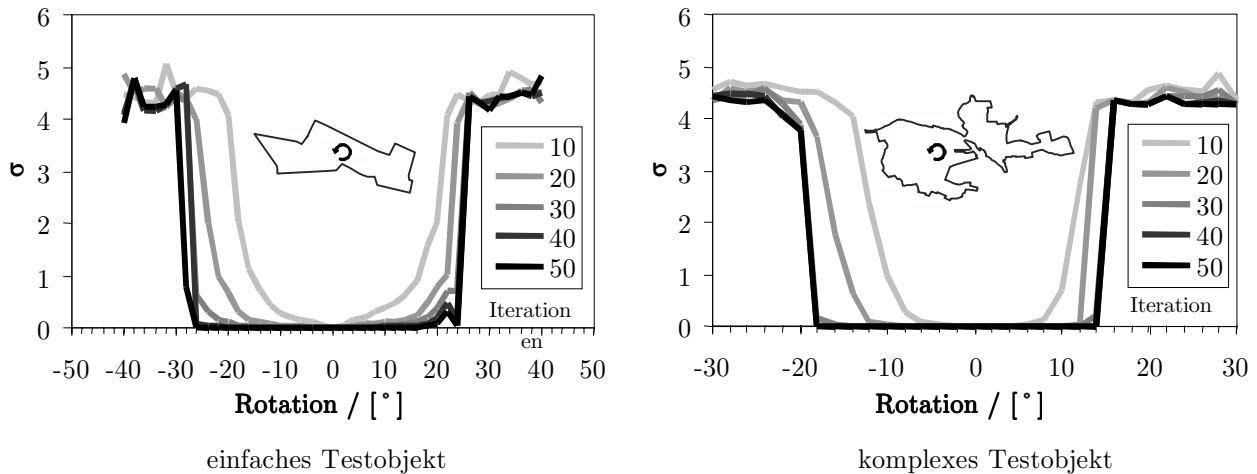 6
5
4
3
2
1
0
σ
-50 -40 -30 -20 -10 0 10 20 30 40 50
Rotation / [°]
10
20
30
40
50
Iteration
en
einfaches Testobjekt
6
5
4
3
2
1
0
σ
-30 -20 -10 0 10 20 30
Rotation / [°]
10
20
30
40
50
Iteration
komplexes Testobjekt